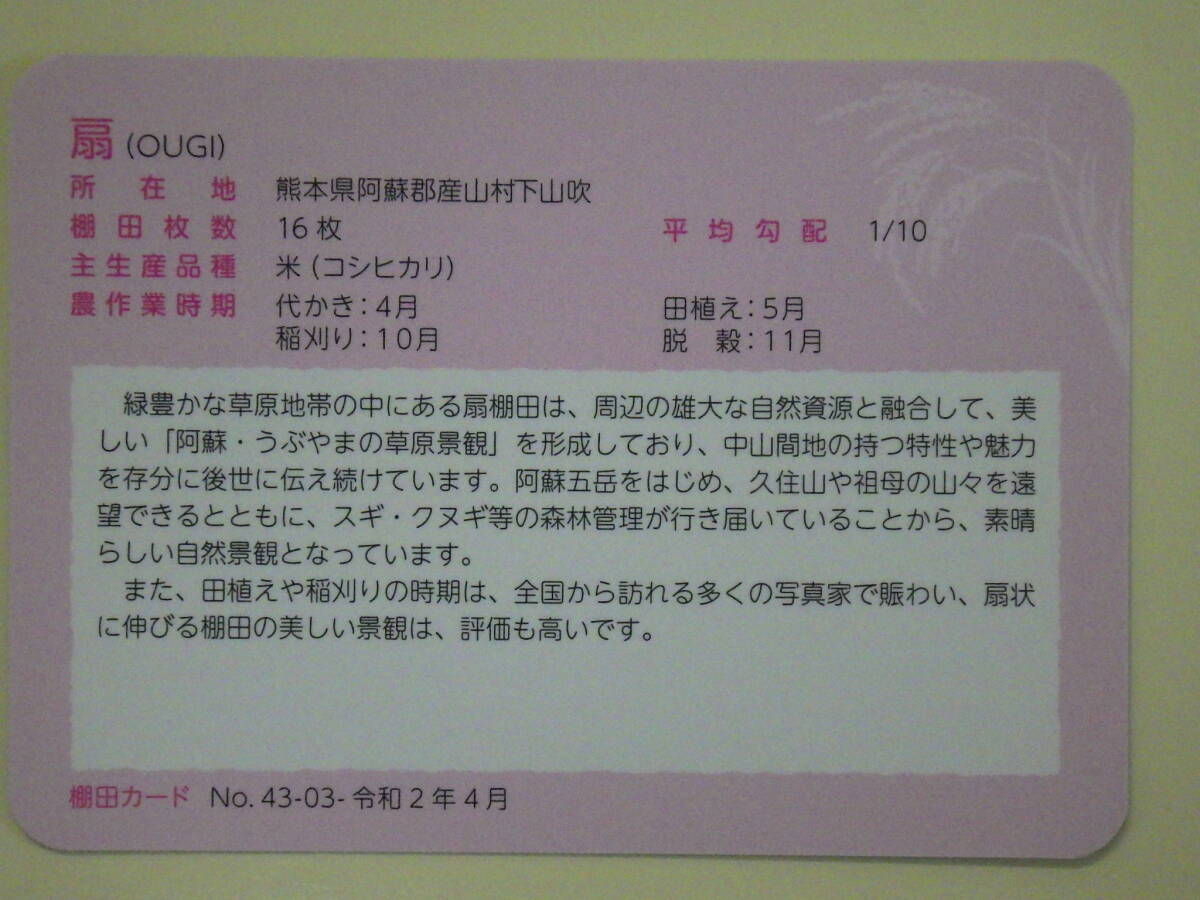 扇 (OUGI)
所在地 熊本県阿蘇郡産山村下山吹
棚田枚数 16枚 平均勾配 1/10
主生産品種 米 (コシヒカリ)
農作業時期 代かき：4月 田植え：5月
稲刈り：10月 脱 穀：11月
緑豊かな草原地帯の中にある扇棚田は、周辺の雄大な自然資源と融合して、美
しい「阿蘇・うぶやまの草原景観」を形成しており、中山間地の持つ特性や魅力
を存分に後世に伝え続けています。阿蘇五岳をはじめ、久住山や祖母の山々を遠
望できるとともに、スギ・クヌギ等の森林管理が行き届いていることから、素晴
らしい自然景観となっています。
また、田植えや稲刈りの時期は、全国から訪れる多くの写真家で賑わい、扇状
に伸びる棚田の美しい景観は、評価も高いです。
棚田カード No. 43-03-令和2年4月